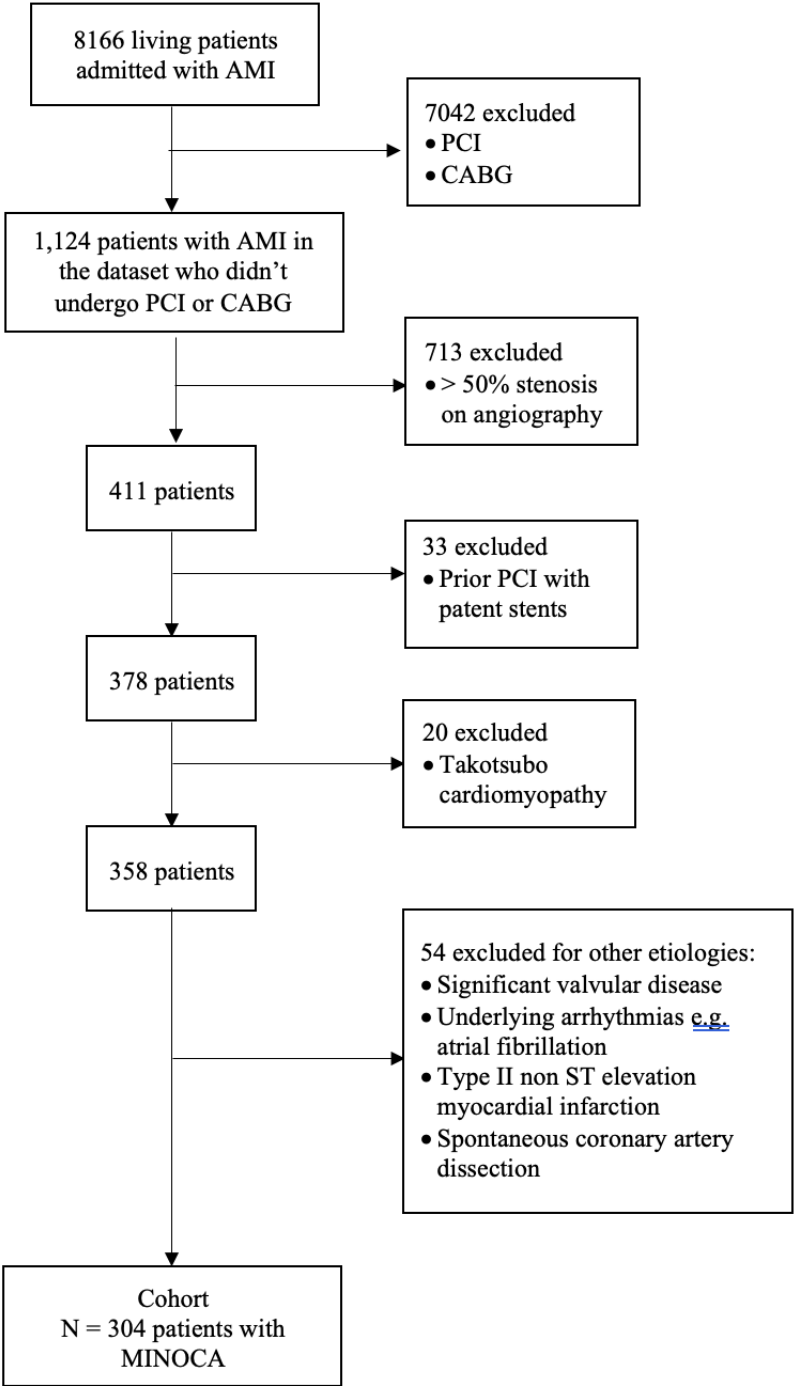 8166 living patients
admitted with AMI
7042 excluded
• PCI
• CABG
1,124 patients with AMI in
the dataset who didn’t
undergo PCI or CABG
713 excluded
• > 50% stenosis
on angiography
411 patients
33 excluded
• Prior PCI with
patent stents
378 patients
20 excluded
• Takotsubo
cardiomyopathy
358 patients
54 excluded for other etiologies:
• Significant valvular disease
• Underlying arrhythmias e.g.
atrial fibrillation
• Type II non ST elevation
myocardial infarction
• Spontaneous coronary artery
dissection
Cohort
N = 304 patients with
MINOCA